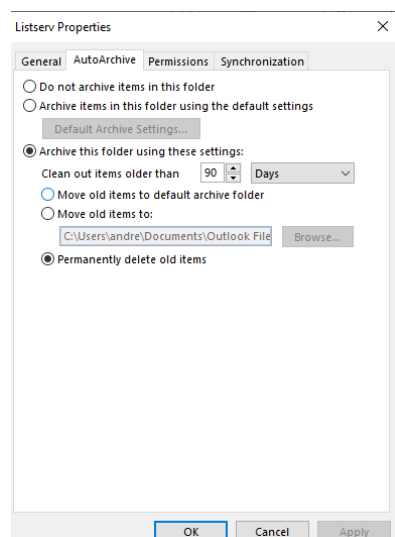 Listserv Properties
General AutoArchive Permissions Synchronization
Do not archive items in this folder
Archive items in this folder using the default settings
Default Archive Settings...
Archive this folder using these settings:
Clean out items older than 90 Days
Move old items to default archive folder
Move old items to:
C:\Users\andre\Documents\Outlook File Browse...
Permanently delete old items
OK Cancel Apply